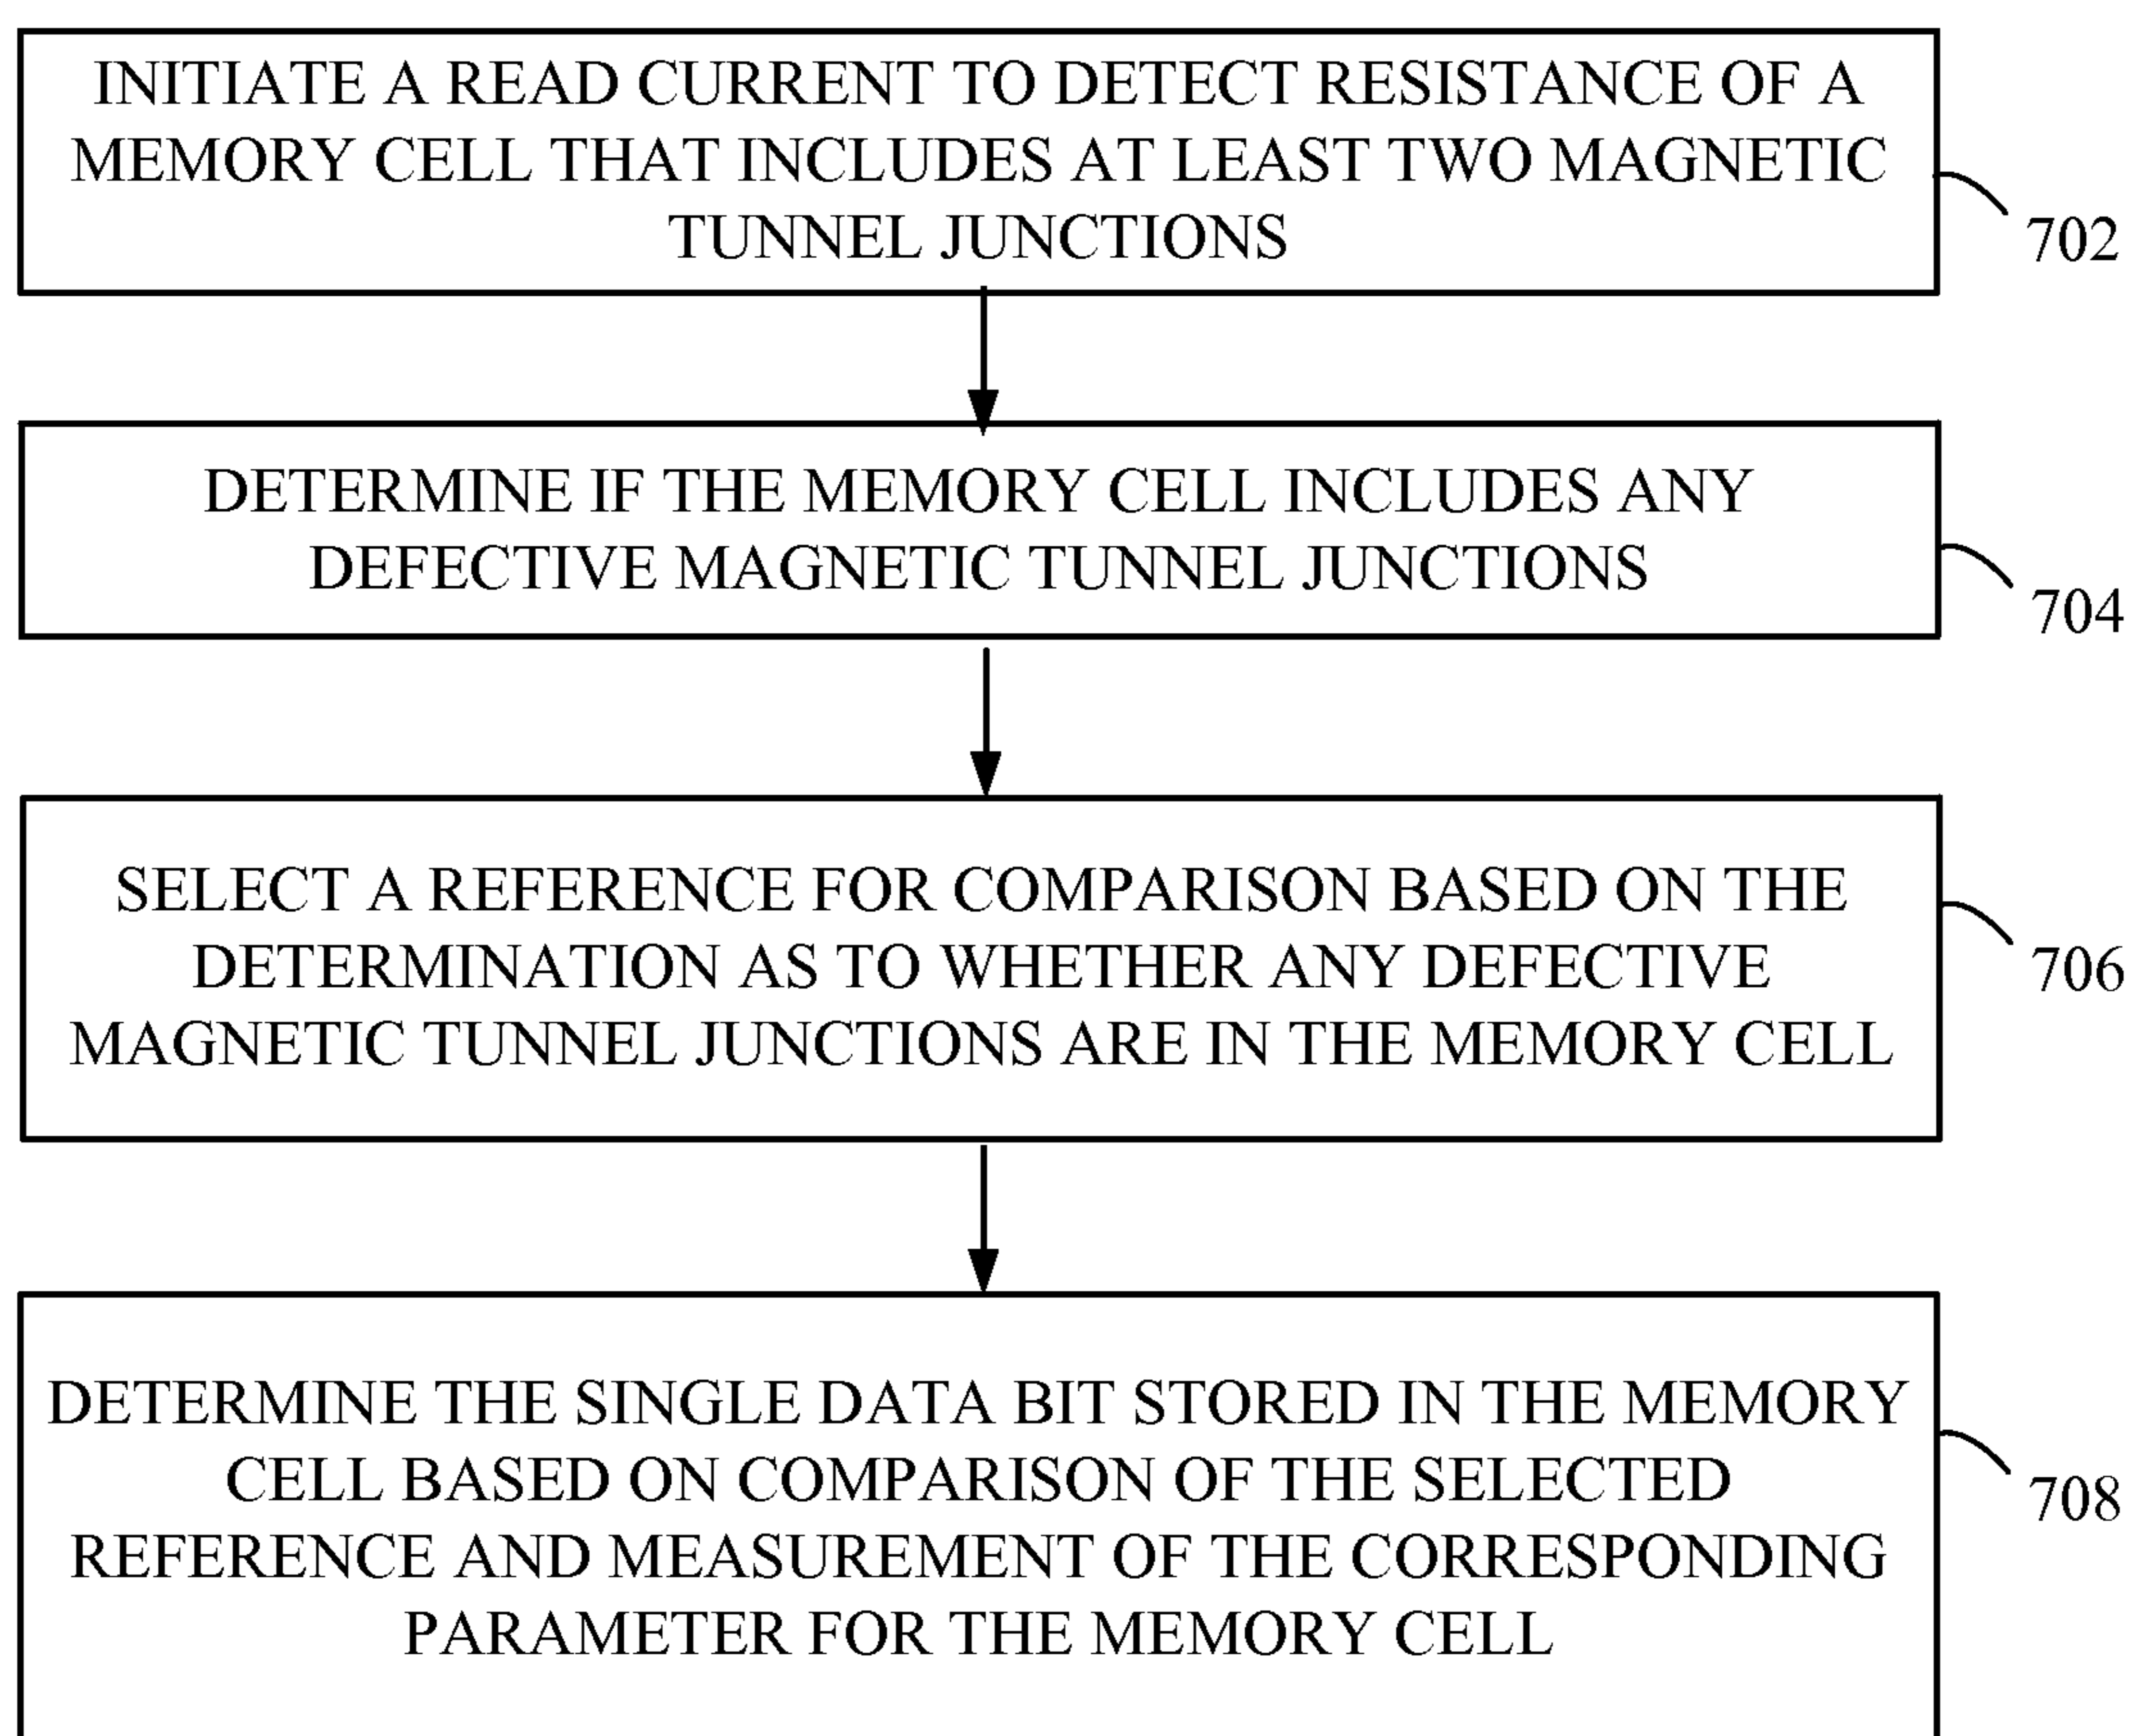 INITIATE A READ CURRENT TO DETECT RESISTANCE OF A
MEMORY CELL THAT INCLUDES AT LEAST TWO MAGNETIC
TUNNEL JUNCTIONS
702
DETERMINE IF THE MEMORY CELL INCLUDES ANY
DEFECTIVE MAGNETIC TUNNEL JUNCTIONS
704
SELECT A REFERENCE FOR COMPARISON BASED ON THE
DETERMINATION AS TO WHETHER ANY DEFECTIVE
MAGNETIC TUNNEL JUNCTIONS ARE IN THE MEMORY CELL
706
DETERMINE THE SINGLE DATA BIT STORED IN THE MEMORY
CELL BASED ON COMPARISON OF THE SELECTED
REFERENCE AND MEASUREMENT OF THE CORRESPONDING
PARAMETER FOR THE MEMORY CELL
708